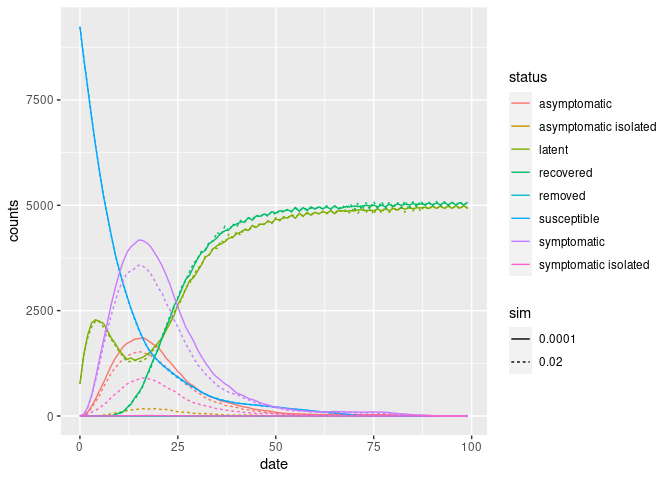 counts
7500
5000
2500
0
0
25
50
75
100
date
status
asymptomatic
asymptomatic isolated
latent
recovered
removed
susceptible
symptomatic
symptomatic isolated
sim
0.0001
0.02